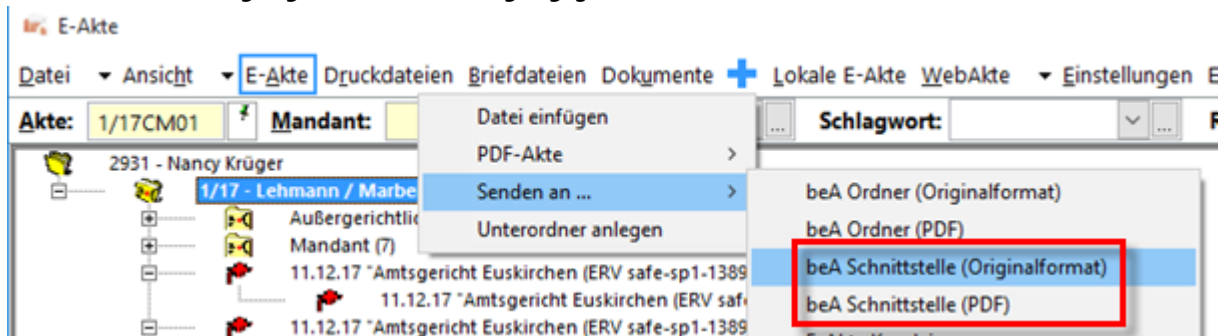 E-Akte
Datei Ansicht E-Akte Druckdateien Briefdateien Dokumente Lokale E-Akte WebAkte Einstellungen E
Akte: 1/17CM01 Mandant: ... Schlagwort: ... F
2931 - Nancy Krüger
1/17 - Lehmann / Marbe
Außergerichtlic
Mandant (7)
11.12.17 "Amtsgericht Euskirchen (ERV safe-sp1-1389
11.12.17 "Amtsgericht Euskirchen (ERV safe
11.12.17 "Amtsgericht Euskirchen (ERV safe-sp1-1389
Datei einfügen
PDF-Akte
Senden an ...
Unterordner anlegen
beA Ordner (Originalformat)
beA Ordner (PDF)
beA Schnittstelle (Originalformat)
beA Schnittstelle (PDF)